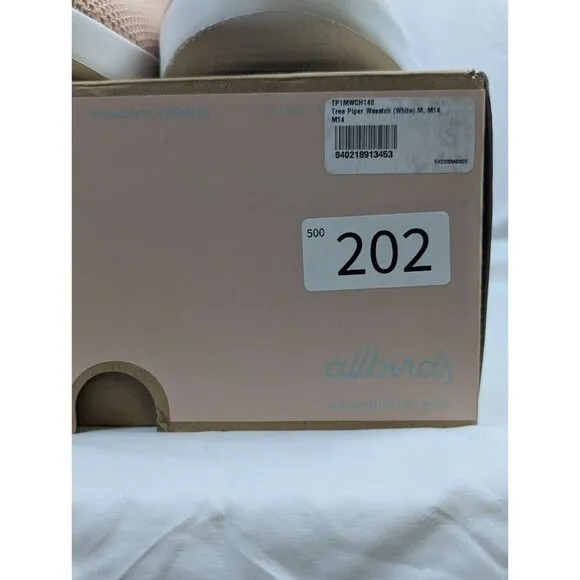 TP1MWCH140
Tree Piper Wasatch (White) M, M14
M14
840218913453
500
202
allbirds